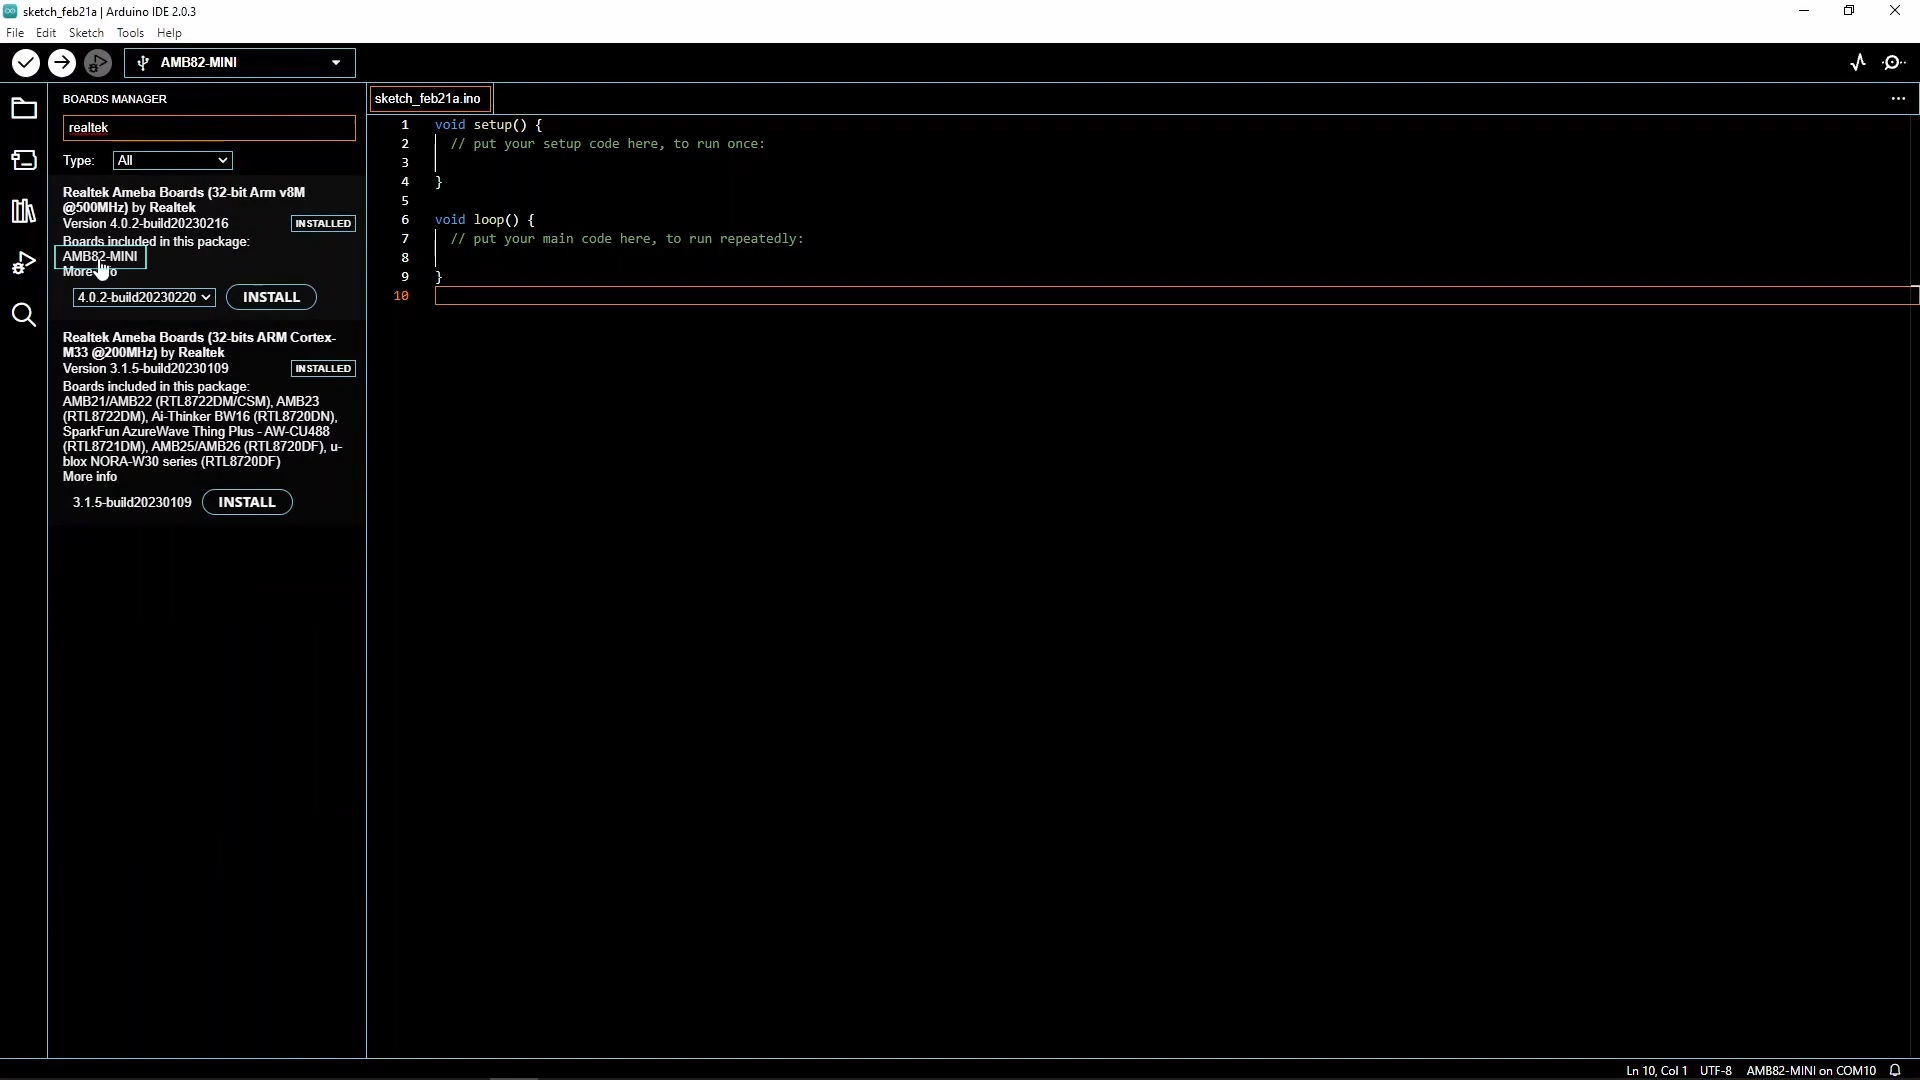 sketch_feb21a | Arduino IDE 2.0.3
File Edit Sketch Tools Help
AMB82-MINI
BOARDS MANAGER
realtek
Type: All
Realtek Ameba Boards (32-bit Arm v8M
@500MHz) by Realtek
Version 4.0.2-build20230216 INSTALLED
Boards included in this package:
AMB82-MINI
More info
4.0.2-build20230220 INSTALL
Realtek Ameba Boards (32-bits ARM Cortex-
M33 @200MHz) by Realtek
Version 3.1.5-build20230109 INSTALLED
Boards included in this package:
AMB21/AMB22 (RTL8722DM/CSM), AMB23
(RTL8722DM), Ai-Thinker BW16 (RTL8720DN),
SparkFun AzureWave Thing Plus - AW-CU488
(RTL8721DM), AMB25/AMB26 (RTL8720DF), u-
blox NORA-W30 series (RTL8720DF)
More info
3.1.5-build20230109 INSTALL
sketch_feb21a.ino
1 void setup() {
2 // put your setup code here, to run once:
3
4 }
5
6 void loop() {
7 // put your main code here, to run repeatedly:
8
9 }
10
Ln 10, Col 1 UTF-8 AMB82-MINI on COM10